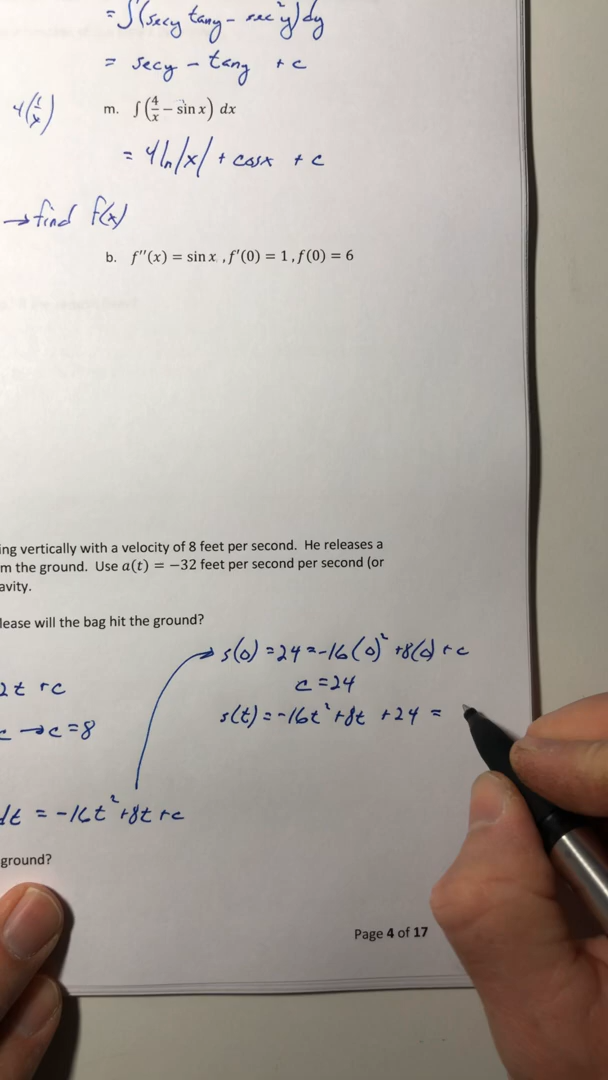 =∫(secy tany - sec²y)dy
= secy - tany + c
4(1/x)
m. ∫(4/x − sin x) dx
= 4ln|x| + cosx + c
→find f(x)
b. f''(x) = sin x , f'(0) = 1 , f(0) = 6
ing vertically with a velocity of 8 feet per second. He releases a
m the ground. Use a(t) = −32 feet per second per second (or
avity.
lease will the bag hit the ground?
→ s(0) = 24 = -16(0)² + 8(0) + c
2t + c
c = 24
c → c = 8
s(t) = -16t² + 8t + 24 =
dt = -16t² + 8t + c
ground?
Page 4 of 17